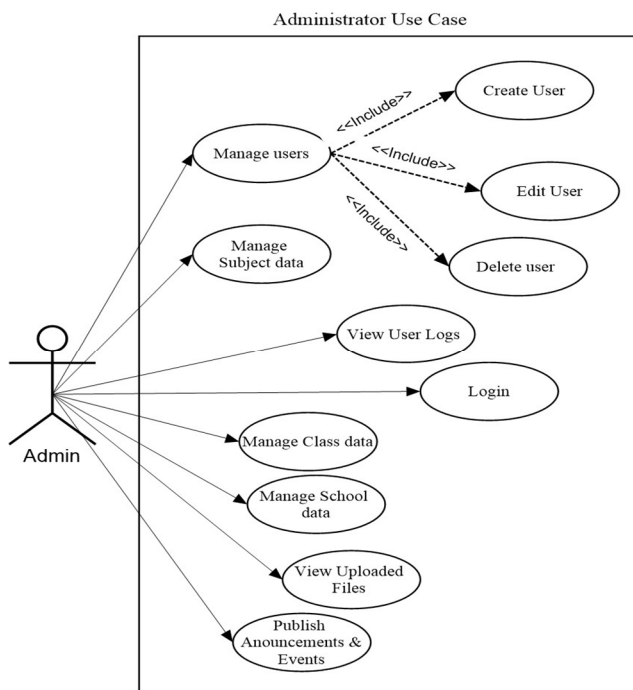 Administrator Use Case
Create User
<<Include>>
Manage users
<<Include>>
Edit User
<<Include>>
Manage
Subject data
Delete user
View User Logs
Login
Admin
Manage Class data
Manage School
data
View Uploaded
Files
Publish
Anouncements &
Events